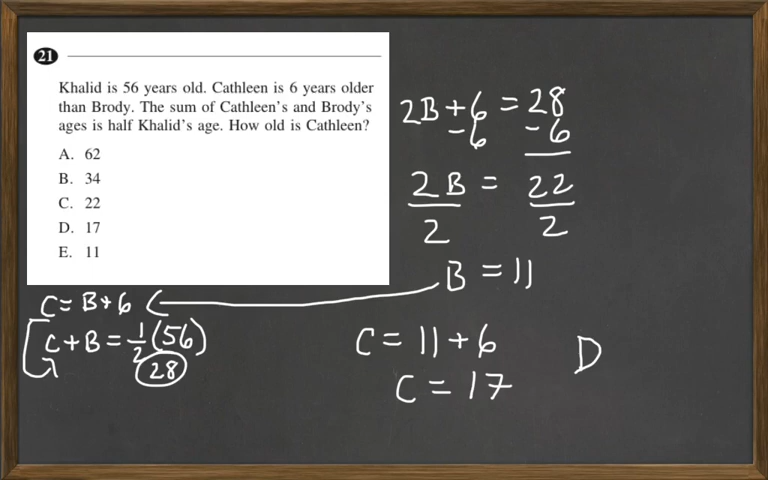 21
Khalid is 56 years old. Cathleen is 6 years older
than Brody. The sum of Cathleen's and Brody's
ages is half Khalid's age. How old is Cathleen?
A. 62
B. 34
C. 22
D. 17
E. 11
C = B + 6
C + B = 1/2 (56)
28
2B + 6 = 28
- 6 - 6
2B = 22
2 2
B = 11
C = 11 + 6
C = 17
D